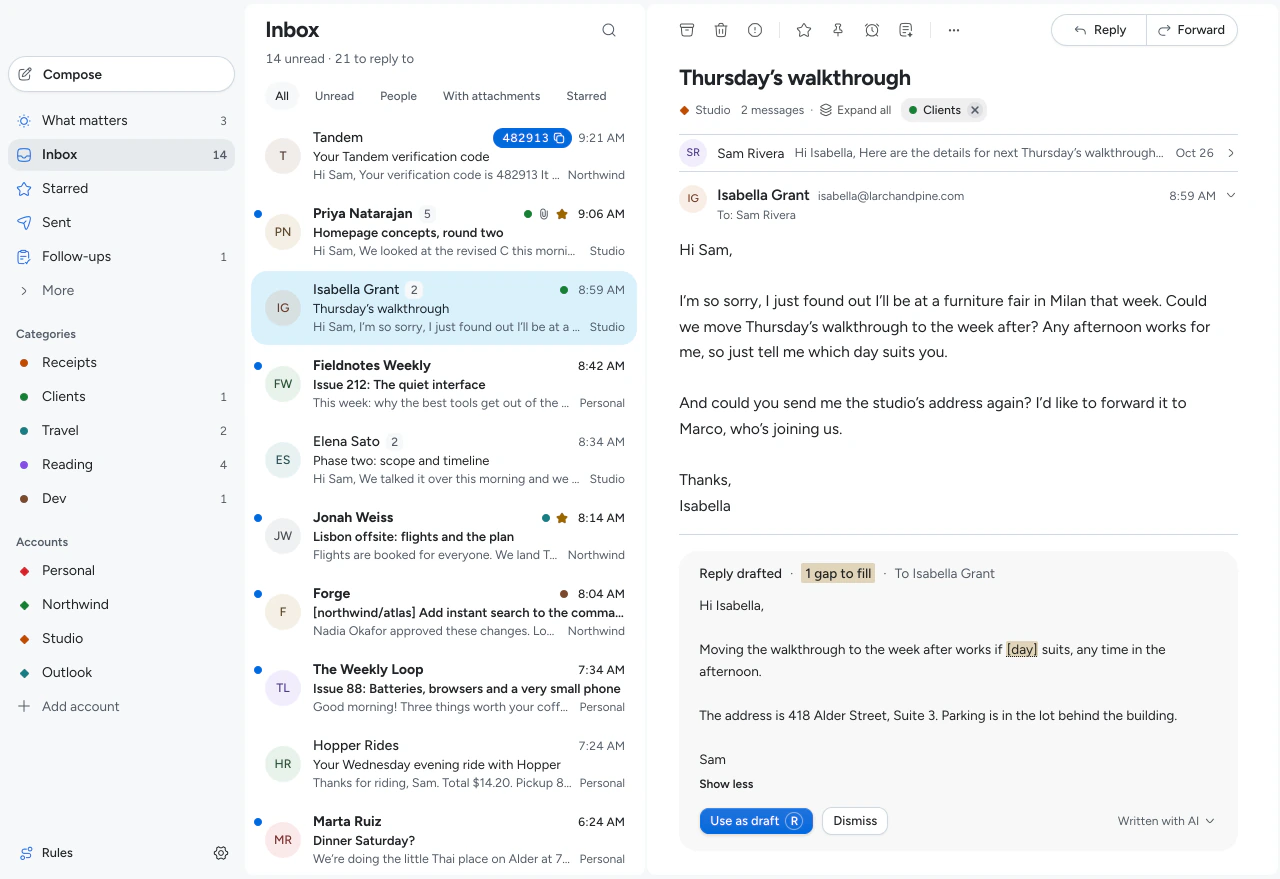 Compose
What matters 3
Inbox 14
Starred
Sent
Follow-ups 1
More
Categories
Receipts
Clients 1
Travel 2
Reading 4
Dev 1
Accounts
Personal
Northwind
Studio
Outlook
Add account
Rules
Inbox
14 unread · 21 to reply to
All Unread People With attachments Starred
T
Tandem 482913 9:21 AM
Your Tandem verification code
Hi Sam, Your verification code is 482913 It ... Northwind
PN
Priya Natarajan 5 9:06 AM
Homepage concepts, round two
Hi Sam, We looked at the revised C this morni... Studio
IG
Isabella Grant 2 8:59 AM
Thursday’s walkthrough
Hi Sam, I’m so sorry, I just found out I’ll be at a ... Studio
FW
Fieldnotes Weekly 8:42 AM
Issue 212: The quiet interface
This week: why the best tools get out of the ... Personal
ES
Elena Sato 2 8:34 AM
Phase two: scope and timeline
Hi Sam, We talked it over this morning and we ... Studio
JW
Jonah Weiss 8:14 AM
Lisbon offsite: flights and the plan
Flights are booked for everyone. We land T... Northwind
F
Forge 8:04 AM
[northwind/atlas] Add instant search to the comma...
Nadia Okafor approved these changes. Lo... Northwind
TL
The Weekly Loop 7:34 AM
Issue 88: Batteries, browsers and a very small phone
Good morning! Three things worth your coff... Personal
HR
Hopper Rides 7:24 AM
Your Wednesday evening ride with Hopper
Thanks for riding, Sam. Total $14.20. Pickup 8... Personal
MR
Marta Ruiz 6:24 AM
Dinner Saturday?
We’re doing the little Thai place on Alder at 7... Personal
Reply Forward
Thursday’s walkthrough
Studio 2 messages · Expand all Clients
SR Sam Rivera Hi Isabella, Here are the details for next Thursday’s walkthrough... Oct 26
IG Isabella Grant isabella@larchandpine.com 8:59 AM
To: Sam Rivera
Hi Sam,
I’m so sorry, I just found out I’ll be at a furniture fair in Milan that week. Could
we move Thursday’s walkthrough to the week after? Any afternoon works for
me, so just tell me which day suits you.
And could you send me the studio’s address again? I’d like to forward it to
Marco, who’s joining us.
Thanks,
Isabella
Reply drafted · 1 gap to fill · To Isabella Grant
Hi Isabella,
Moving the walkthrough to the week after works if [day] suits, any time in the
afternoon.
The address is 418 Alder Street, Suite 3. Parking is in the lot behind the building.
Sam
Show less
Use as draft R Dismiss Written with AI